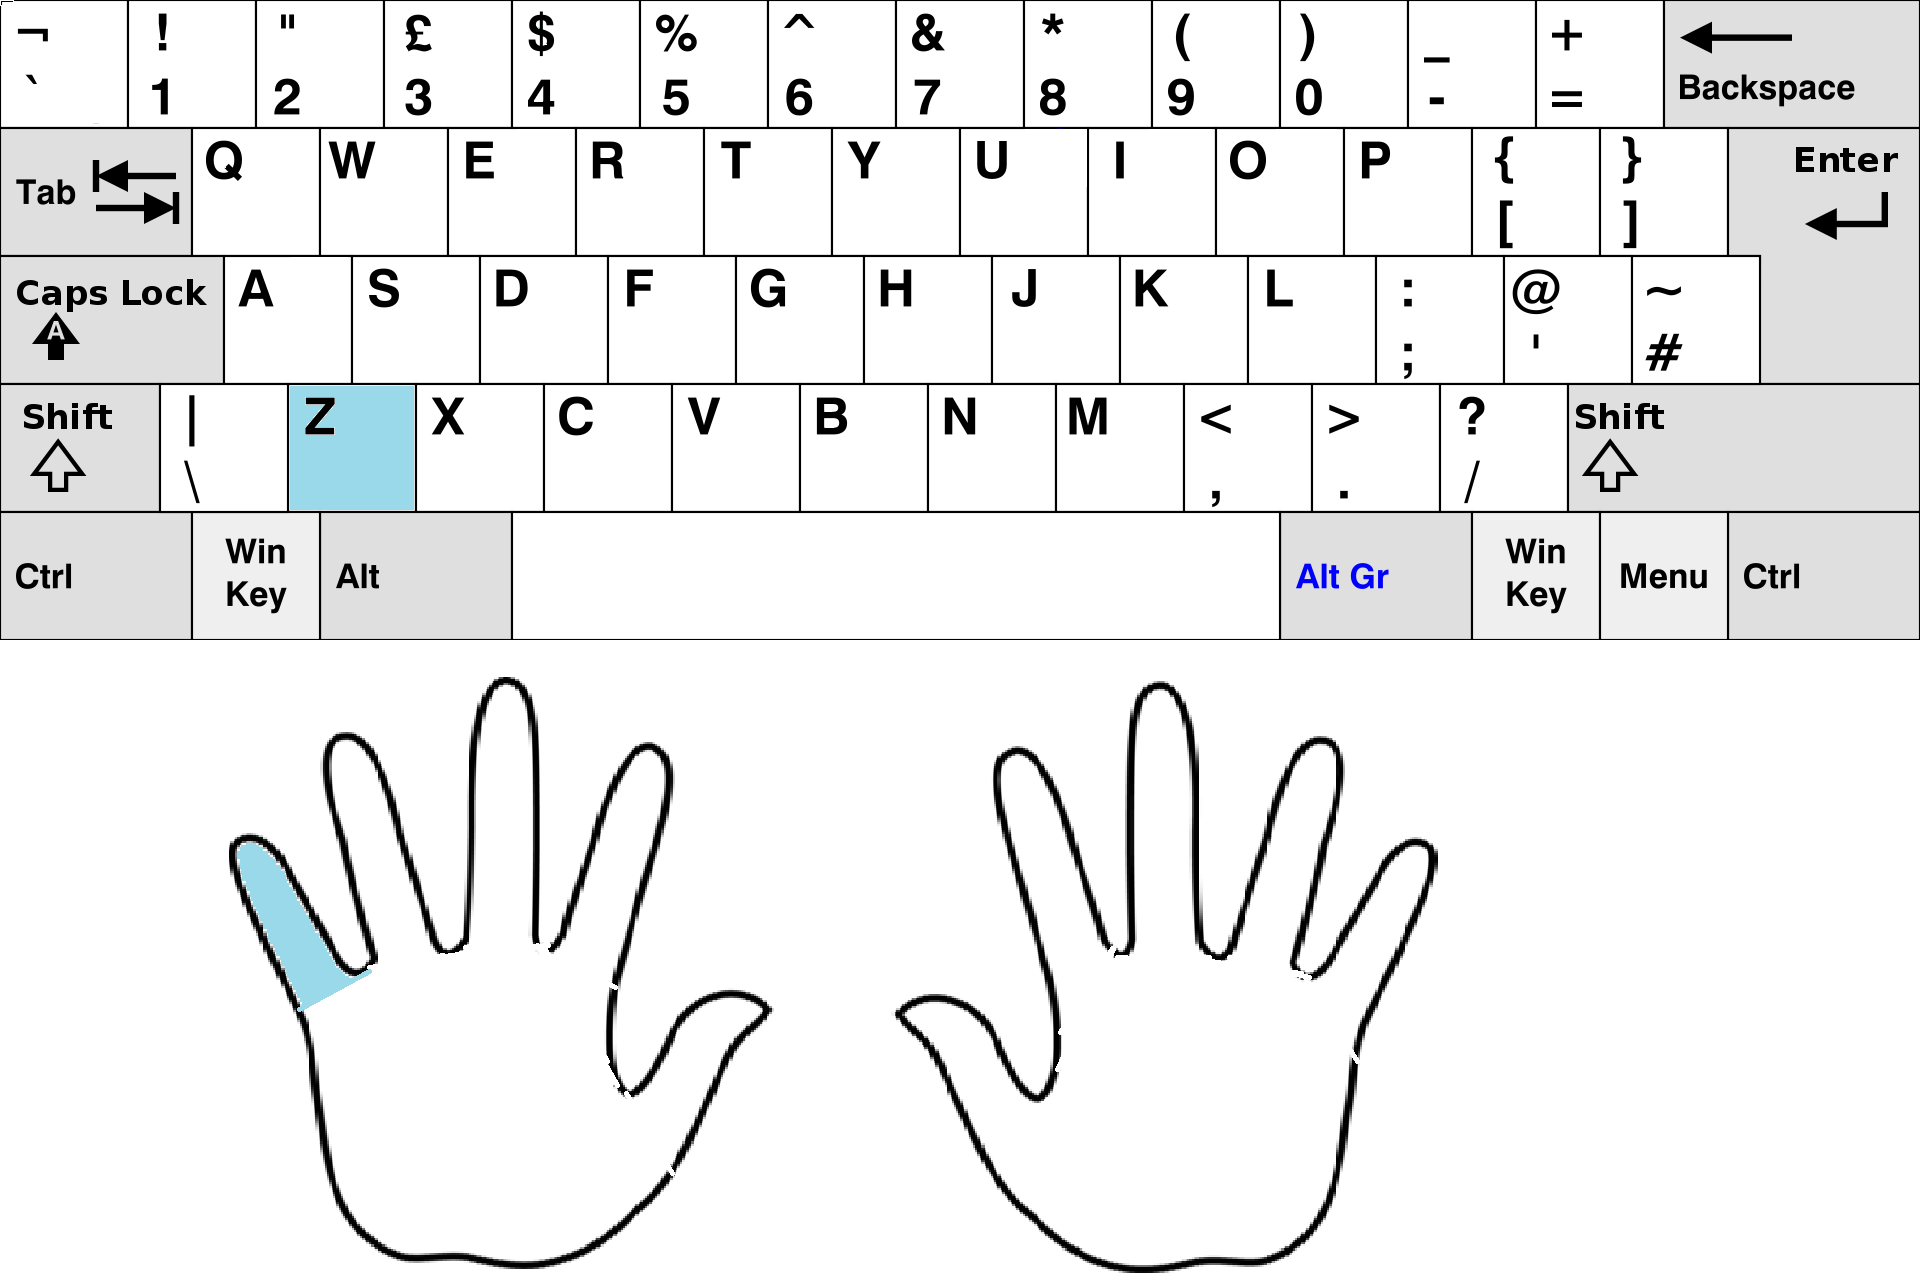 ¬ ! " £ $ % ^ & * ( ) _ +
` 1 2 3 4 5 6 7 8 9 0 - = Backspace
Tab Q W E R T Y U I O P { } Enter
[ ]
Caps Lock A S D F G H J K L : @ ~
A ; ' #
Shift | Z X C V B N M < > ? Shift
\ , . /
Ctrl Win Key Alt Alt Gr Win Key Menu Ctrl